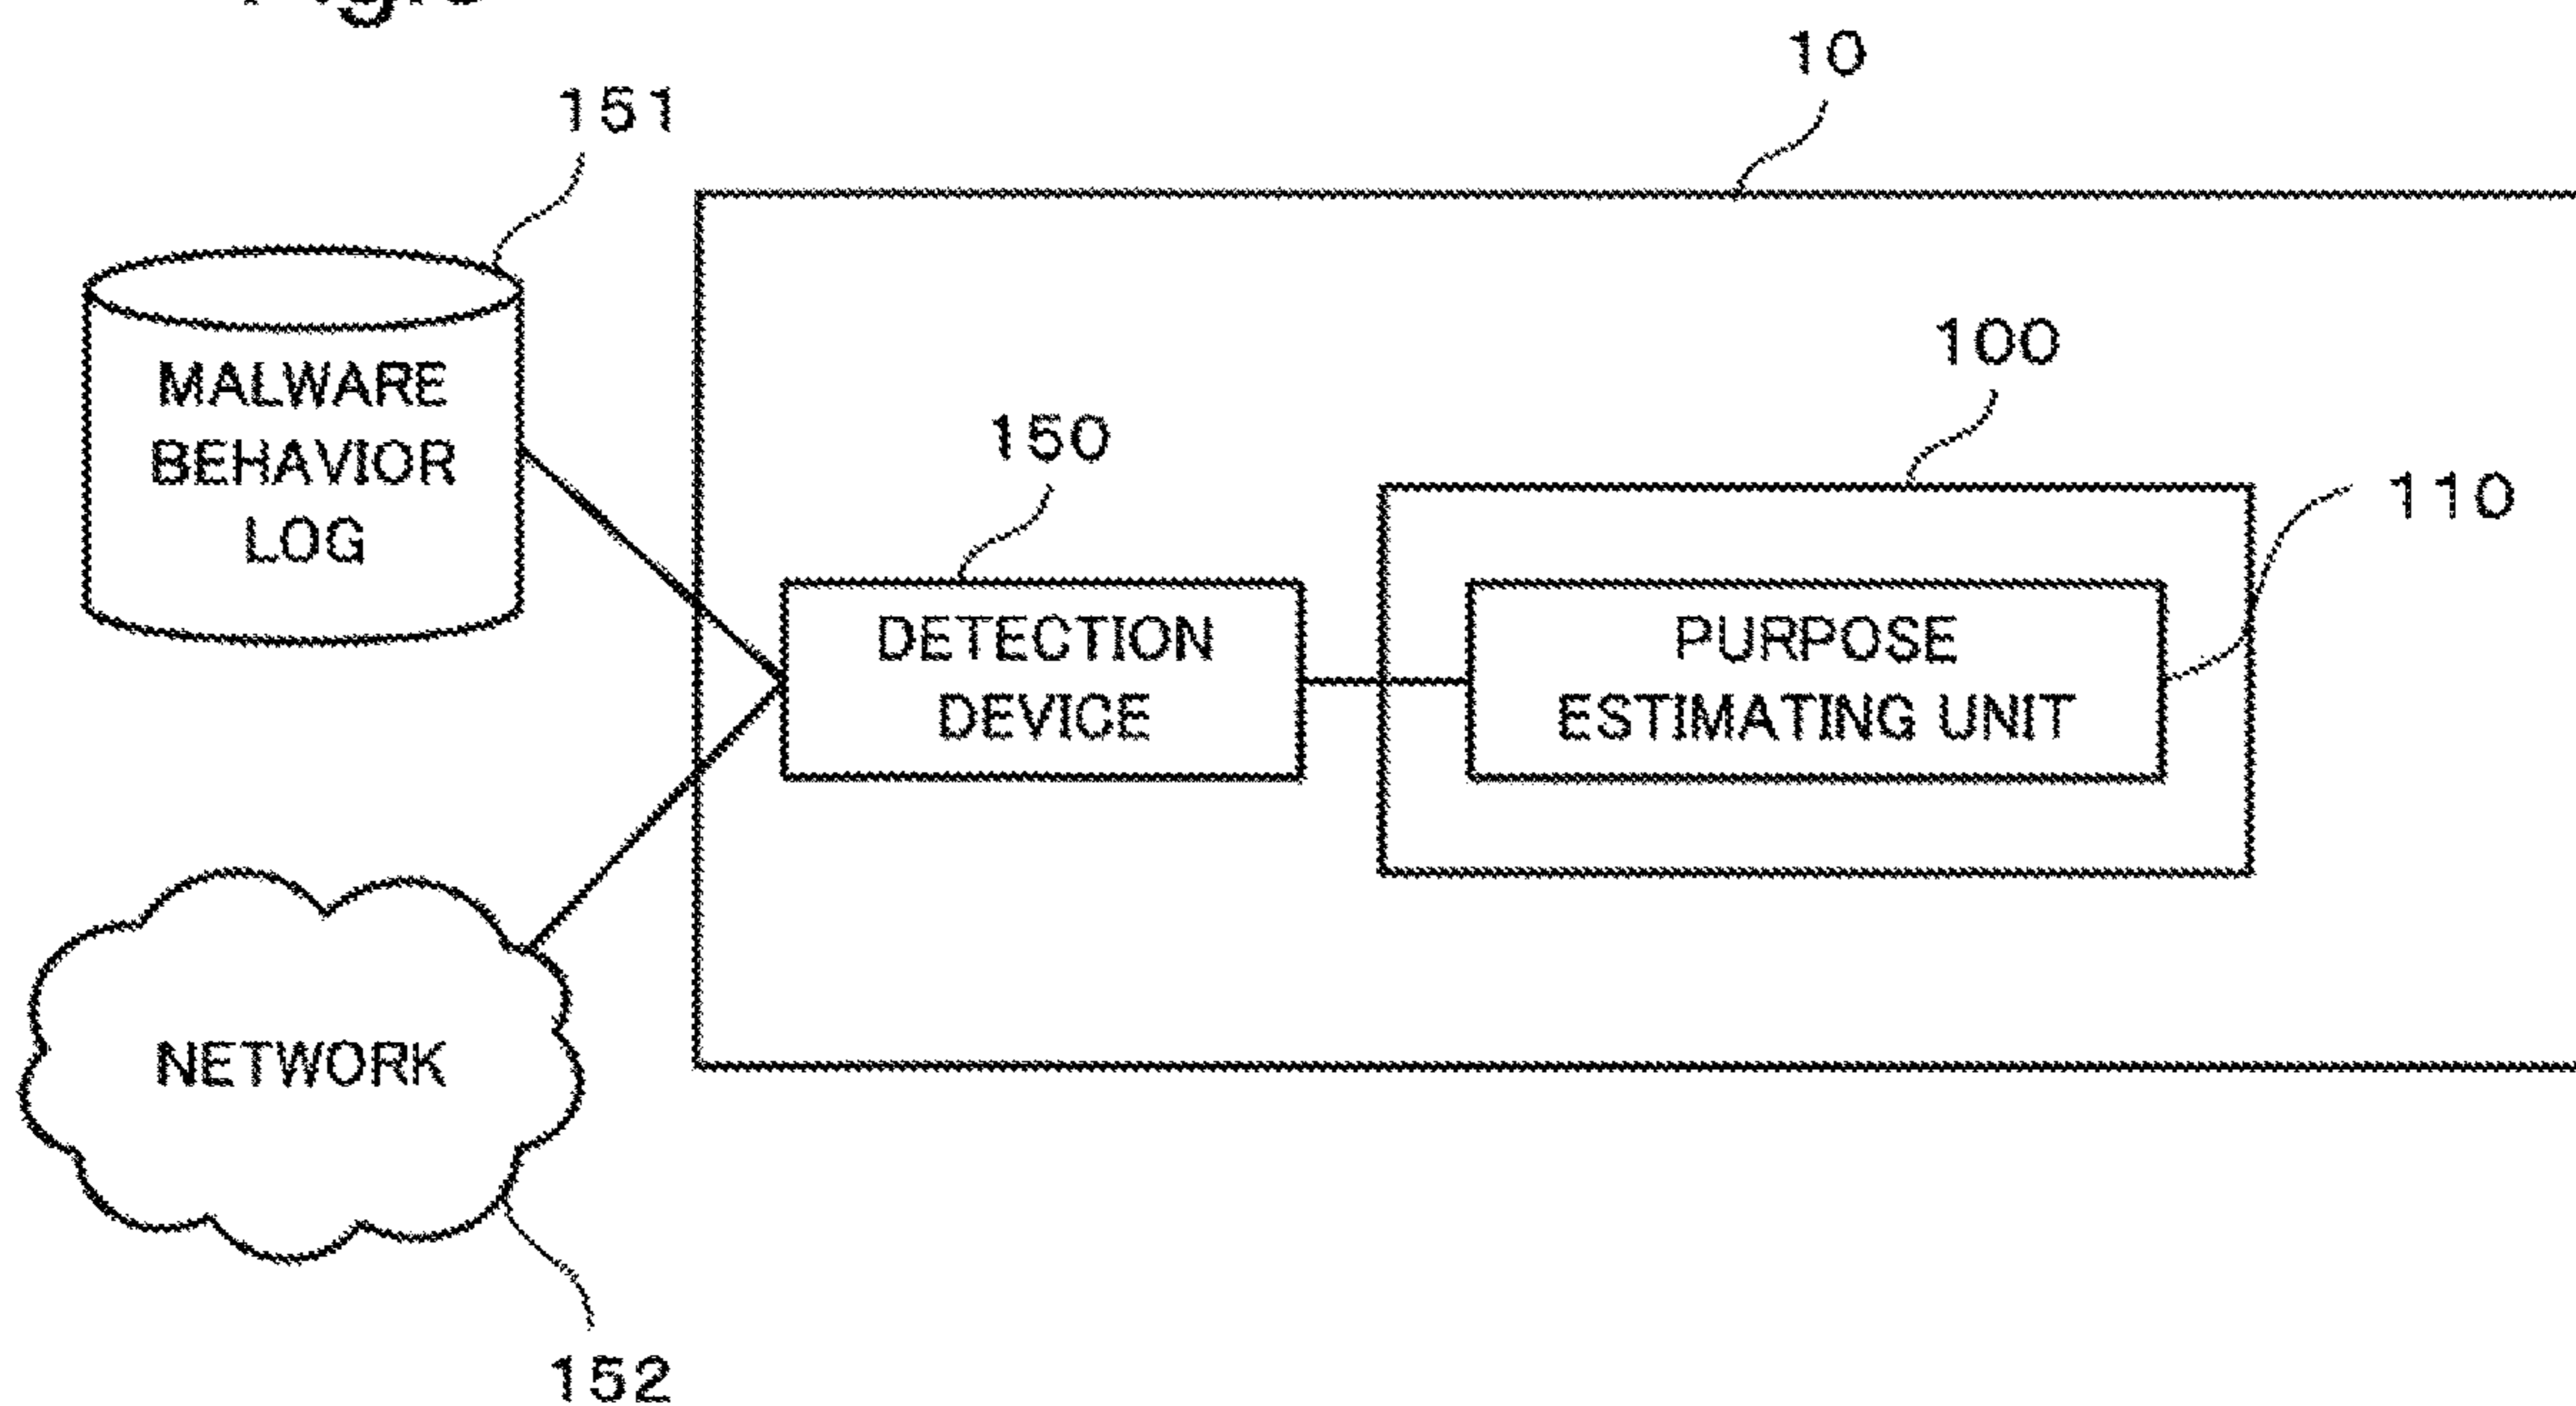 10
151
100
150
110
MALWARE
BEHAVIOR
LOG
DETECTION
DEVICE
PURPOSE
ESTIMATING UNIT
NETWORK
152